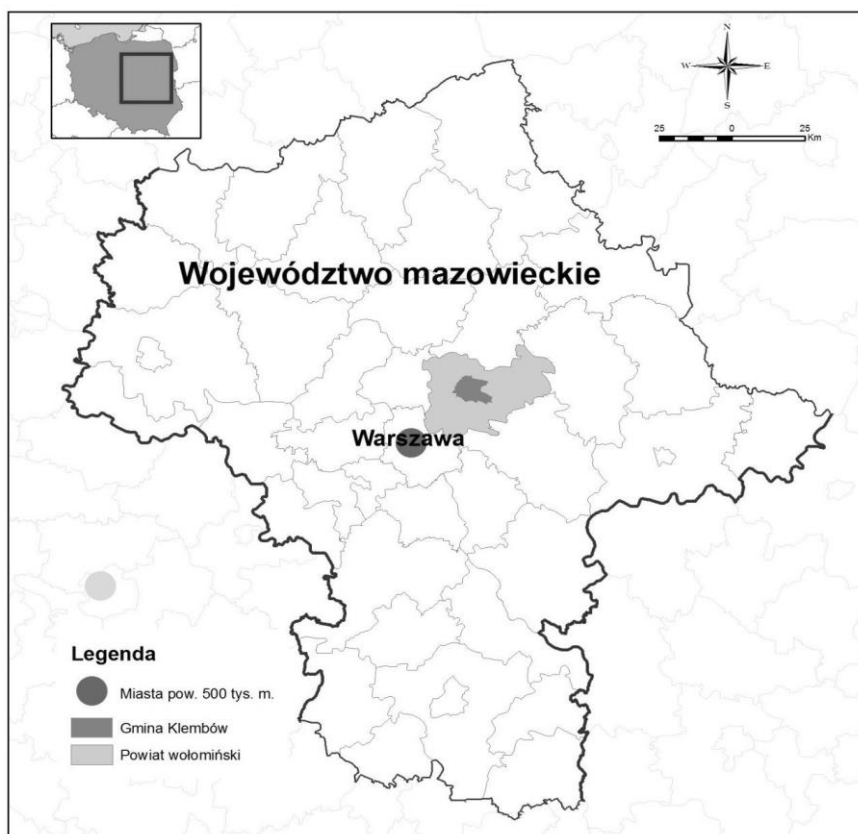 N
W E
S
25 0 25
Km
Województwo mazowieckie
Warszawa
Legenda
Miasta pow. 500 tys. m.
Gmina Klembów
Powiat wołomiński